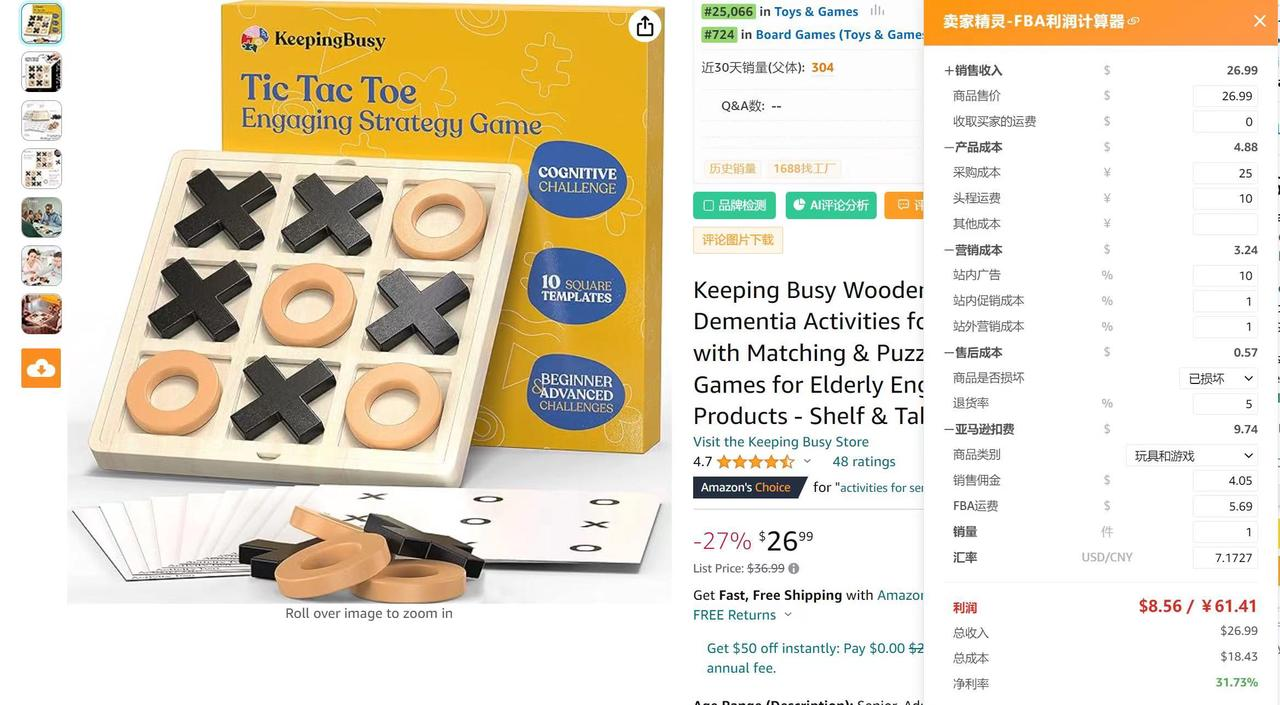 KeepingBusy
Tic Tac Toe
Engaging Strategy Game
COGNITIVE
CHALLENGE
10 SQUARE
TEMPLATES
BEGINNER
& ADVANCED
CHALLENGES
Roll over image to zoom in
#25,066 in Toys & Games
#724 in Board Games (Toys & Games
近30天销量(父体): 304
Q&A数: --
历史销量
1688找工厂
品牌检测
AI评论分析
评论图片下载
Keeping Busy Wooden
Dementia Activities fo
with Matching & Puzz
Games for Elderly Eng
Products - Shelf & Tal
Visit the Keeping Busy Store
4.7
48 ratings
Amazon's Choice for "activities for sen
-27% $26 99
List Price: $36.99
Get Fast, Free Shipping with Amazon
FREE Returns
Get $50 off instantly: Pay $0.00 $2
annual fee.
卖家精灵-FBA利润计算器
+销售收入 $ 26.99
商品售价 $ 26.99
收取买家的运费 $ 0
—产品成本 $ 4.88
采购成本 ¥ 25
头程运费 ¥ 10
其他成本 ¥
—营销成本 $ 3.24
站内广告 % 10
站内促销成本 % 1
站外营销成本 % 1
—售后成本 $ 0.57
商品是否损坏 已损坏
退货率 % 5
—亚马逊扣费 $ 9.74
商品类别 玩具和游戏
销售佣金 $ 4.05
FBA运费 $ 5.69
销量 件 1
汇率 USD/CNY 7.1727
利润 $8.56 / ¥61.41
总收入 $26.99
总成本 $18.43
净利率 31.73%